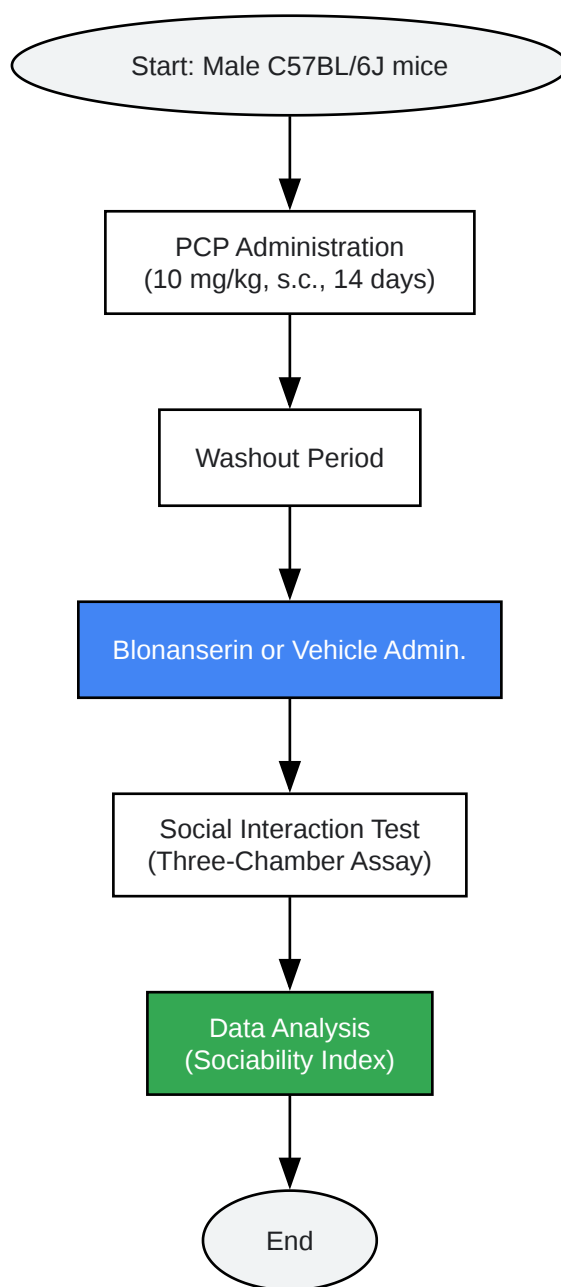 Start: Male C57BL/6J mice
PCP Administration
(10 mg/kg, s.c., 14 days)
Washout Period
Blonanserin or Vehicle Admin.
Social Interaction Test
(Three-Chamber Assay)
Data Analysis
(Sociability Index)
End